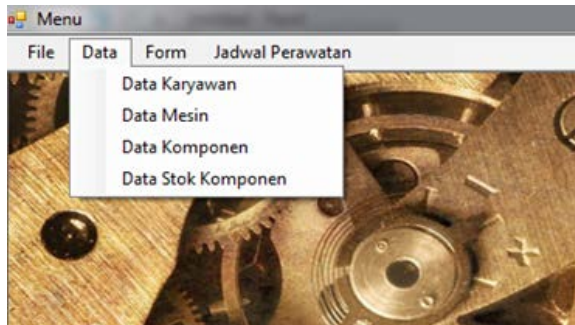 Menu
File Data Form Jadwal Perawatan
Data Karyawan
Data Mesin
Data Komponen
Data Stok Komponen